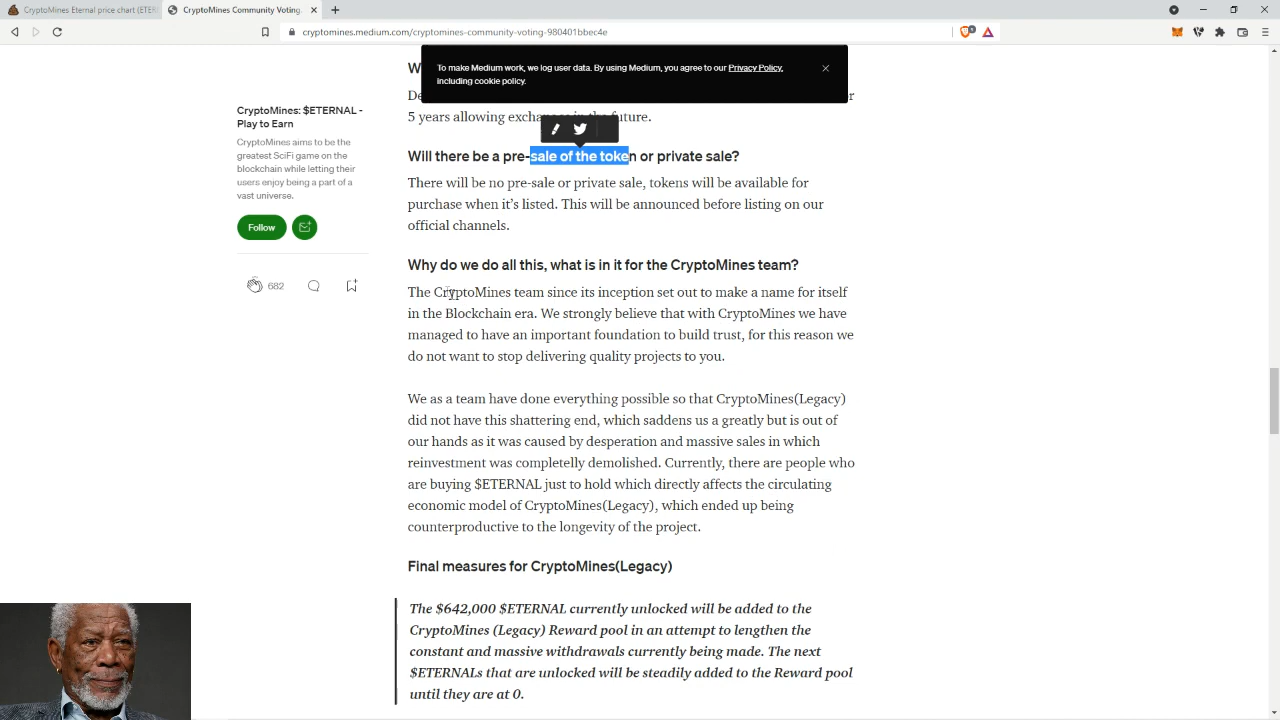 CryptoMines Eternal price chart (ETER
CryptoMines Community Voting.
cryptomines.medium.com/cryptomines-community-voting-980401bbec4e
To make Medium work, we log user data. By using Medium, you agree to our Privacy Policy,
including cookie policy.
CryptoMines: $ETERNAL -
Play to Earn
CryptoMines aims to be the
greatest SciFi game on the
blockchain while letting their
users enjoy being a part of a
vast universe.
Follow
682
5 years allowing exchange in the future.
Will there be a pre-sale of the token or private sale?
There will be no pre-sale or private sale, tokens will be available for
purchase when it's listed. This will be announced before listing on our
official channels.
Why do we do all this, what is in it for the CryptoMines team?
The CryptoMines team since its inception set out to make a name for itself
in the Blockchain era. We strongly believe that with CryptoMines we have
managed to have an important foundation to build trust, for this reason we
do not want to stop delivering quality projects to you.
We as a team have done everything possible so that CryptoMines(Legacy)
did not have this shattering end, which saddens us a greatly but is out of
our hands as it was caused by desperation and massive sales in which
reinvestment was completelly demolished. Currently, there are people who
are buying $ETERNAL just to hold which directly affects the circulating
economic model of CryptoMines(Legacy), which ended up being
counterproductive to the longevity of the project.
Final measures for CryptoMines(Legacy)
The $642,000 $ETERNAL currently unlocked will be added to the
CryptoMines (Legacy) Reward pool in an attempt to lengthen the
constant and massive withdrawals currently being made. The next
$ETERNALs that are unlocked will be steadily added to the Reward pool
until they are at 0.